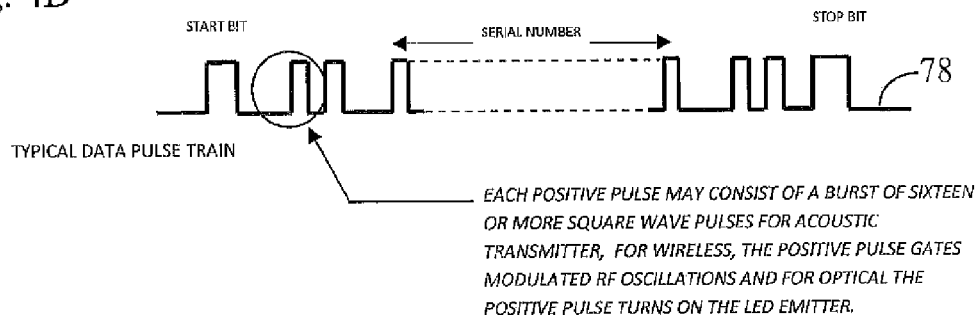 START BIT
SERIAL NUMBER
STOP BIT
78
TYPICAL DATA PULSE TRAIN
EACH POSITIVE PULSE MAY CONSIST OF A BURST OF SIXTEEN
OR MORE SQUARE WAVE PULSES FOR ACOUSTIC
TRANSMITTER, FOR WIRELESS, THE POSITIVE PULSE GATES
MODULATED RF OSCILLATIONS AND FOR OPTICAL THE
POSITIVE PULSE TURNS ON THE LED EMITTER.